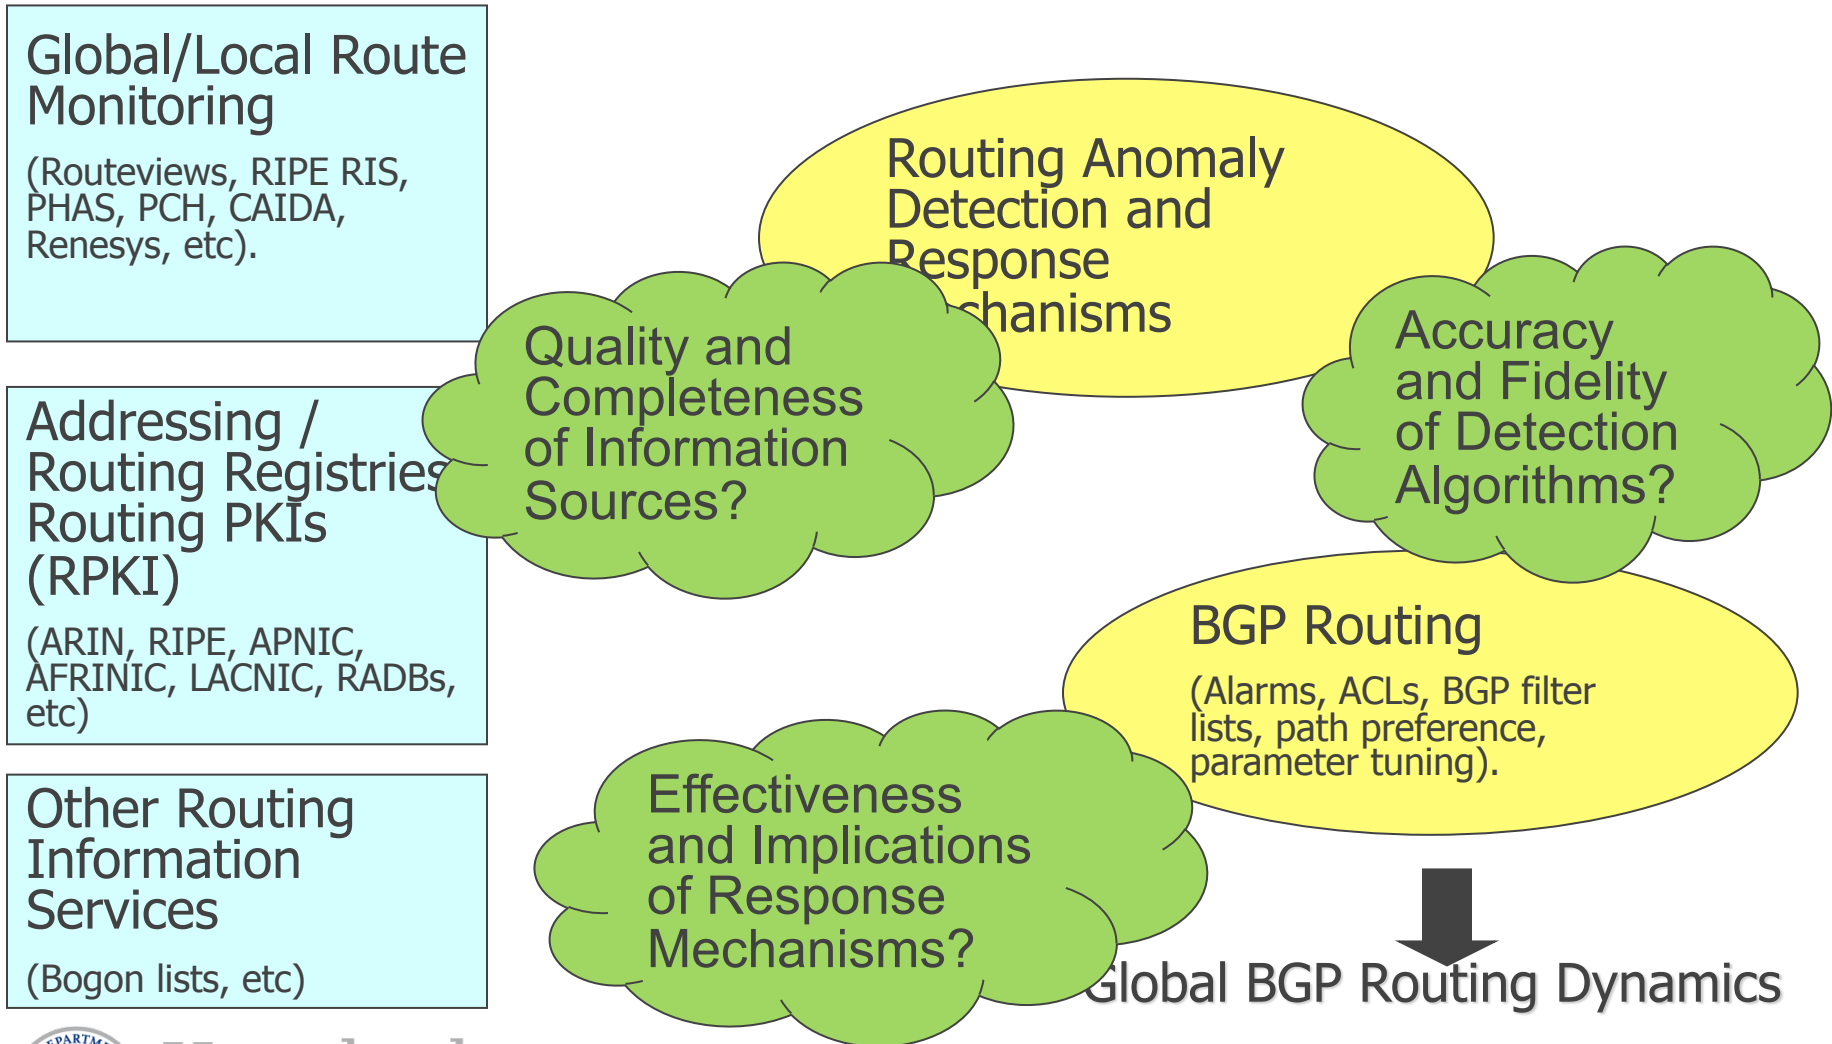 Global/Local Route
Monitoring
(Routeviews, RIPE RIS,
PHAS, PCH, CAIDA,
Renesys, etc).
Addressing /
Routing Registries
Routing PKIs
(RPKI)
(ARIN, RIPE, APNIC,
AFRINIC, LACNIC, RADBs,
etc)
Other Routing
Information
Services
(Bogon lists, etc)
Routing Anomaly
Detection and
Response
chanisms
Quality and
Completeness
of Information
Sources?
Accuracy
and Fidelity
of Detection
Algorithms?
BGP Routing
(Alarms, ACLs, BGP filter
lists, path preference,
parameter tuning).
Effectiveness
and Implications
of Response
Mechanisms?
Global BGP Routing Dynamics